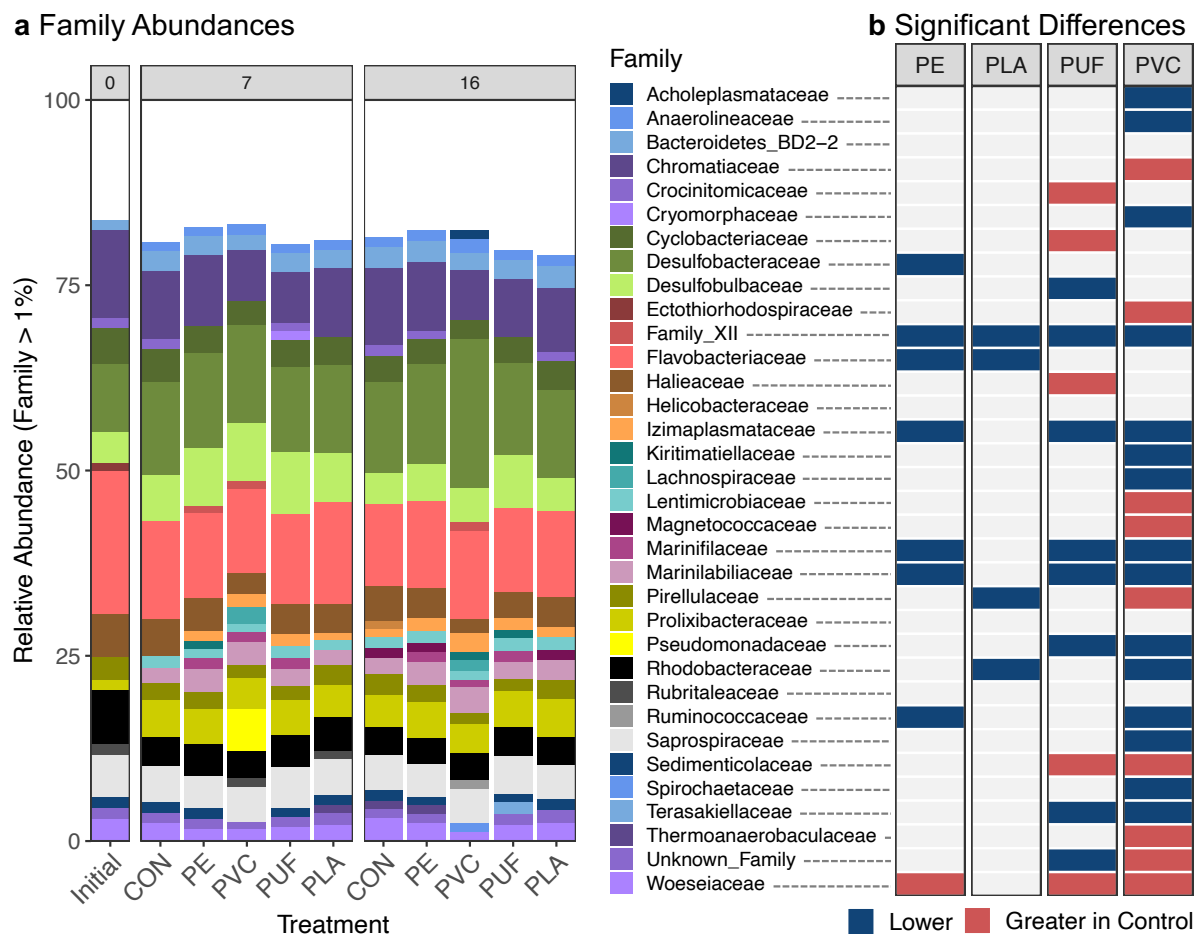 a Family Abundances
b Significant Differences
0
7
16
100
75
50
25
0
Relative Abundance (Family > 1%)
Initial
CON
PE
PVC
PUF
PLA
CON
PE
PVC
PUF
PLA
Treatment
Family
Acholeplasmataceae
Anaerolineaceae
Bacteroidetes_BD2-2
Chromatiaceae
Crocinitomicaceae
Cryomorphaceae
Cyclobacteriaceae
Desulfobacteraceae
Desulfobulbaceae
Ectothiorhodospiraceae
Family_XII
Flavobacteriaceae
Halieaceae
Helicobacteraceae
Izimaplasmataceae
Kiritimatiellaceae
Lachnospiraceae
Lentimicrobiaceae
Magnetococcaceae
Marinifilaceae
Marinilabiliaceae
Pirellulaceae
Prolixibacteraceae
Pseudomonadaceae
Rhodobacteraceae
Rubritaleaceae
Ruminococcaceae
Saprospiraceae
Sedimenticolaceae
Spirochaetaceae
Terasakiellaceae
Thermoanaerobaculaceae
Unknown_Family
Woeseiaceae
PE
PLA
PUF
PVC
Lower
Greater in Control